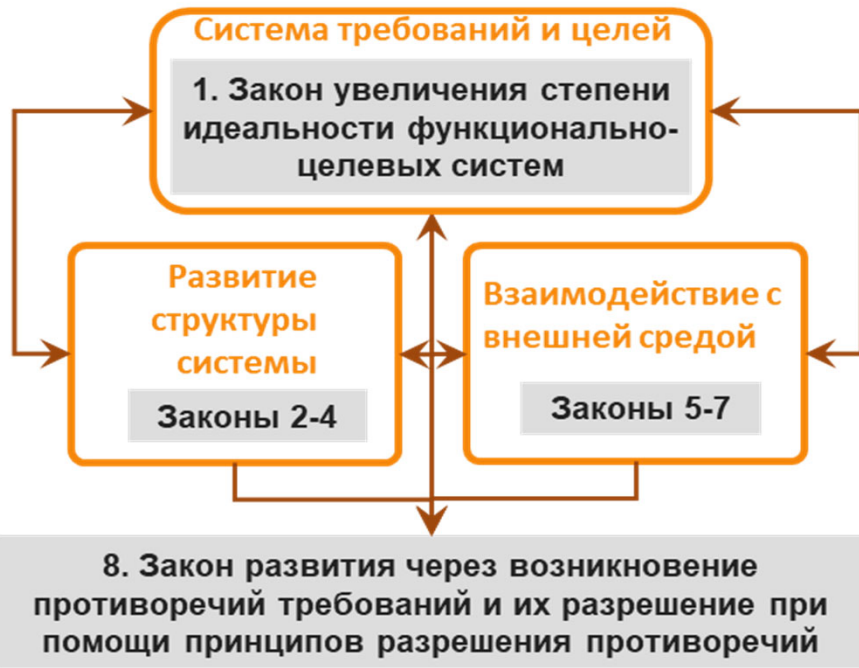 Система требований и целей
1. Закон увеличения степени
идеальности функционально-
целевых систем
Развитие
структуры
системы
Законы 2-4
Взаимодействие с
внешней средой
Законы 5-7
8. Закон развития через возникновение
противоречий требований и их разрешение при
помощи принципов разрешения противоречий